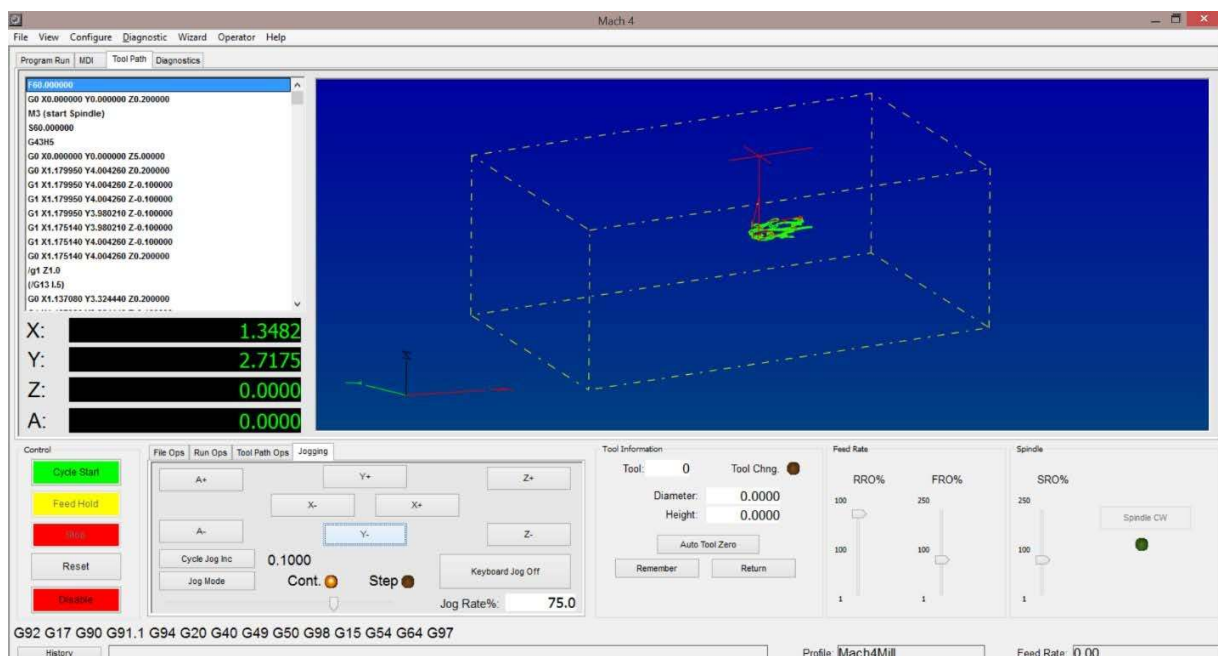 Mach 4
File View Configure Diagnostic Wizard Operator Help
Program Run MDI Tool Path Diagnostics
F60.000000
G0 X0.000000 Y0.000000 Z0.200000
M3 (start Spindle)
S60.000000
G43H5
G0 X0.000000 Y0.000000 Z5.00000
G0 X1.179950 Y4.004260 Z0.200000
G1 X1.179950 Y4.004260 Z-0.100000
G1 X1.179950 Y4.004260 Z-0.100000
G1 X1.179950 Y3.980210 Z-0.100000
G1 X1.175140 Y3.980210 Z-0.100000
G1 X1.175140 Y4.004260 Z-0.100000
G0 X1.175140 Y4.004260 Z0.200000
/g1 Z1.0
(/G13 I.5)
G0 X1.137080 Y3.324440 Z0.200000
X: 1.3482
Y: 2.7175
Z: 0.0000
A: 0.0000
Control
Cycle Start
Feed Hold
Stop
Reset
Disable
File Ops Run Ops Tool Path Ops Jogging
A+ Y+ Z+
X- X+
A- Y- Z-
Cycle Jog Inc 0.1000
Jog Mode Cont. Step Keyboard Jog Off
Jog Rate%: 75.0
Tool Information
Tool: 0 Tool Chng.
Diameter: 0.0000
Height: 0.0000
Auto Tool Zero
Remember Return
Feed Rate
RRO% FRO%
100 250
100 100
1 1
Spindle
SRO%
250
100
1
Spindle CW
G92 G17 G90 G91.1 G94 G20 G40 G49 G50 G98 G15 G54 G64 G97
History Profile: Mach4Mill Feed Rate: 0.00